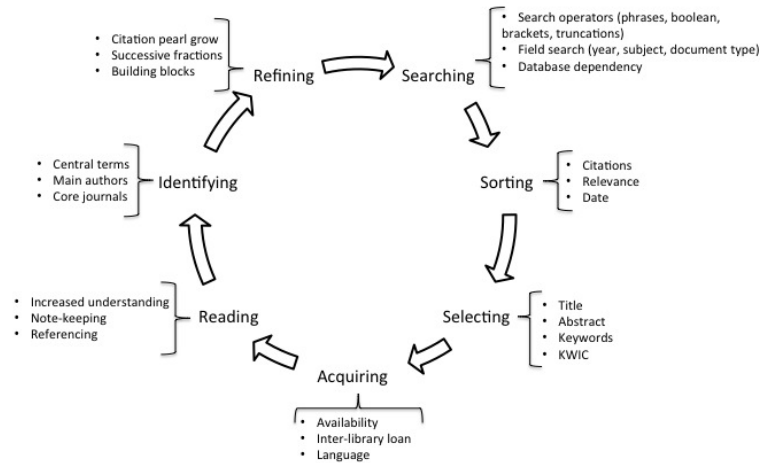 • Citation pearl grow
• Successive fractions
• Building blocks
Refining
Searching
• Search operators (phrases, boolean,
brackets, truncations)
• Field search (year, subject, document type)
• Database dependency
• Central terms
• Main authors
• Core journals
Identifying
Sorting
• Citations
• Relevance
• Date
• Increased understanding
• Note-keeping
• Referencing
Reading
Selecting
• Title
• Abstract
• Keywords
• KWIC
Acquiring
• Availability
• Inter-library loan
• Language